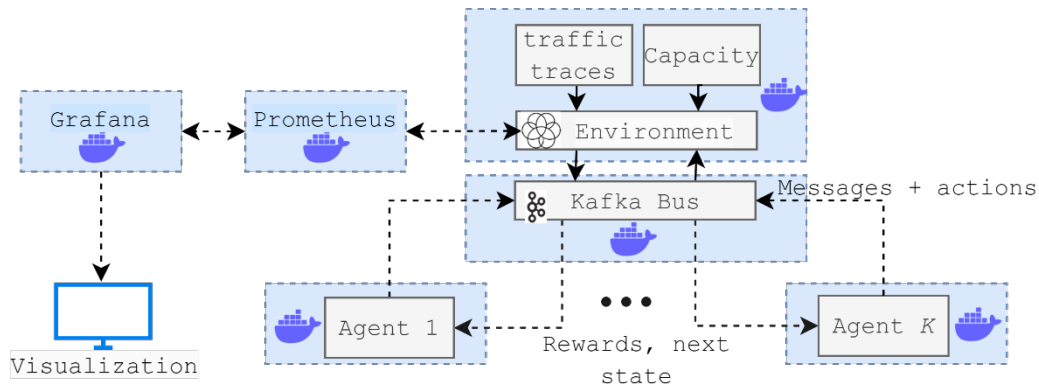 traffic
traces
Capacity
Grafana
Prometheus
Environment
Kafka Bus
Messages + actions
Agent 1
Agent K
Rewards, next
state
Visualization